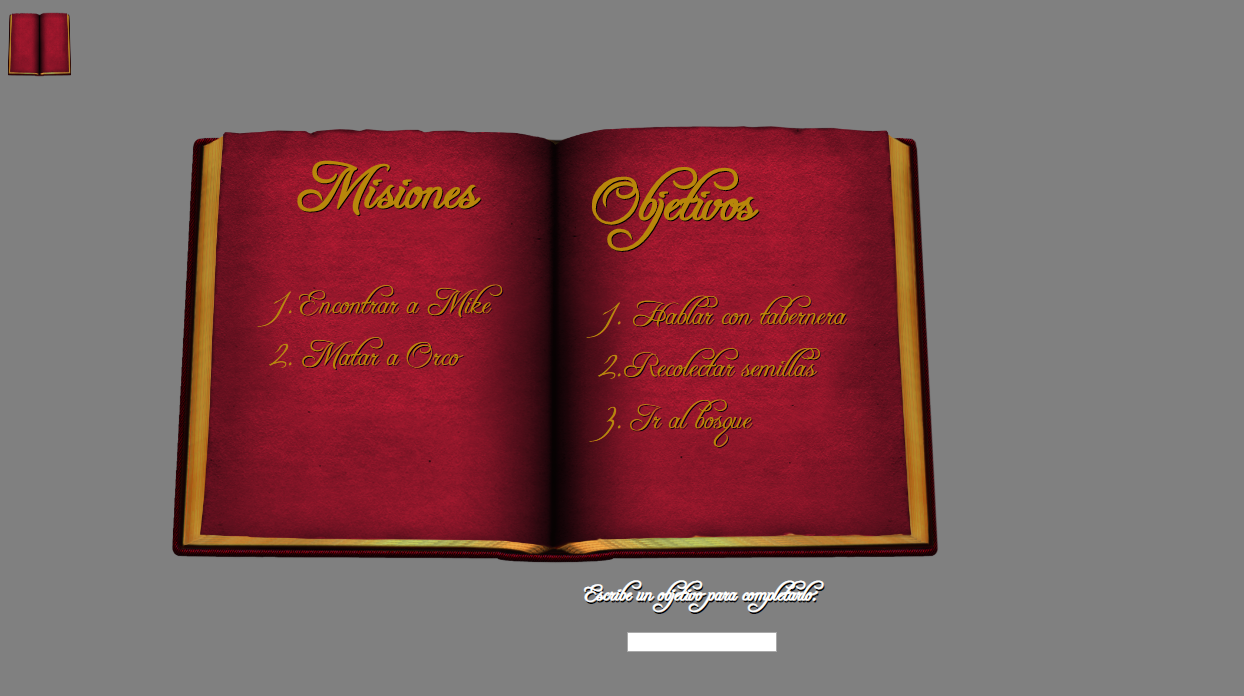 Misiones
1. Encontrar a Mike
2. Matar a Orco
Objetivos
1. Hablar con tabernera
2.Recolectar semillas
3. Ir al bosque
Escribe un objetivo para completarlo: